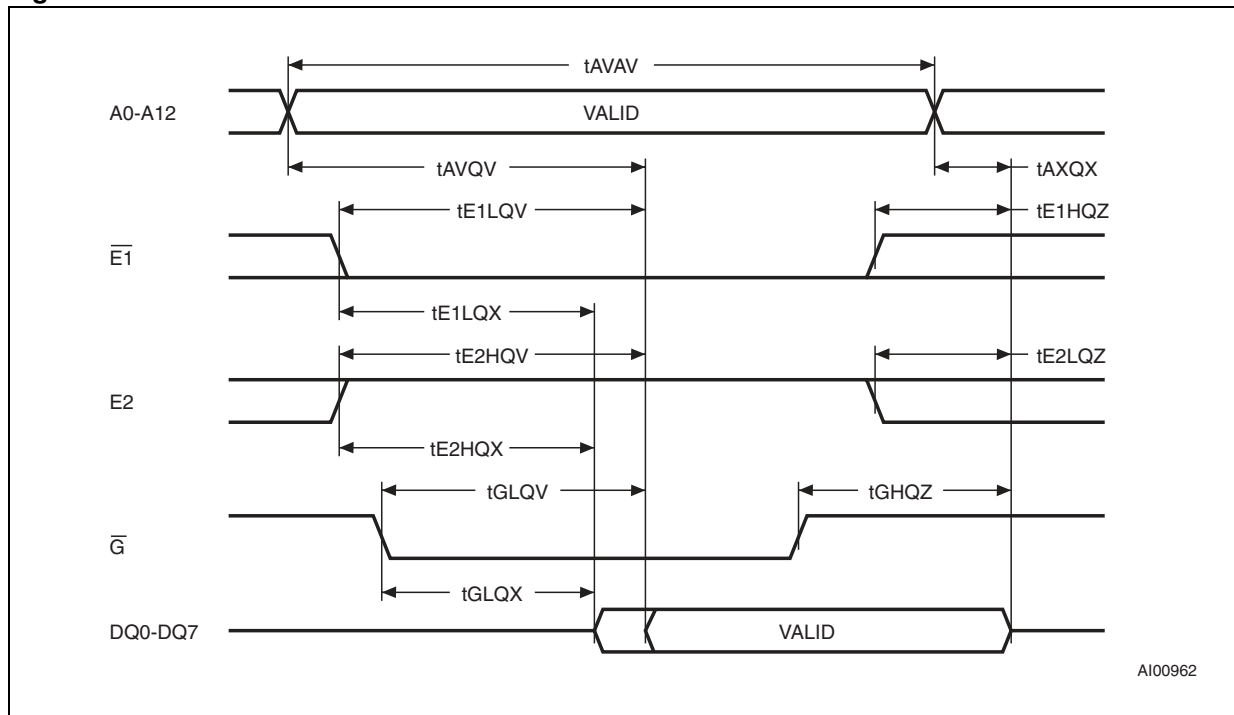 tAVAV
A0-A12
VALID
tAVQV
tAXQX
tE1LQV
tE1HQZ
E1
tE1LQX
tE2HQV
tE2LQZ
E2
tE2HQX
tGLQV
tGHQZ
G
tGLQX
DQ0-DQ7
VALID
AI00962